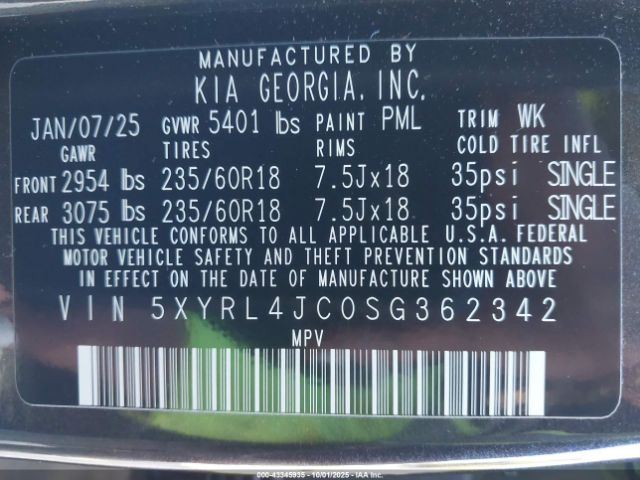 MANUFACTURED BY
KIA GEORGIA, INC.
JAN/07/25 GVWR 5401 lbs PAINT PML TRIM WK
GAWR TIRES RIMS COLD TIRE INFL
FRONT 2954 lbs 235/60R18 7.5Jx18 35psi SINGLE
REAR 3075 lbs 235/60R18 7.5Jx18 35psi SINGLE
THIS VEHICLE CONFORMS TO ALL APPLICABLE U.S.A. FEDERAL
MOTOR VEHICLE SAFETY AND THEFT PREVENTION STANDARDS
IN EFFECT ON THE DATE OF MANUFACTURE SHOWN ABOVE
VIN 5XYRL4JC0SG362342
MPV
000-43345935 - 10/01/2025 - IAA Inc.